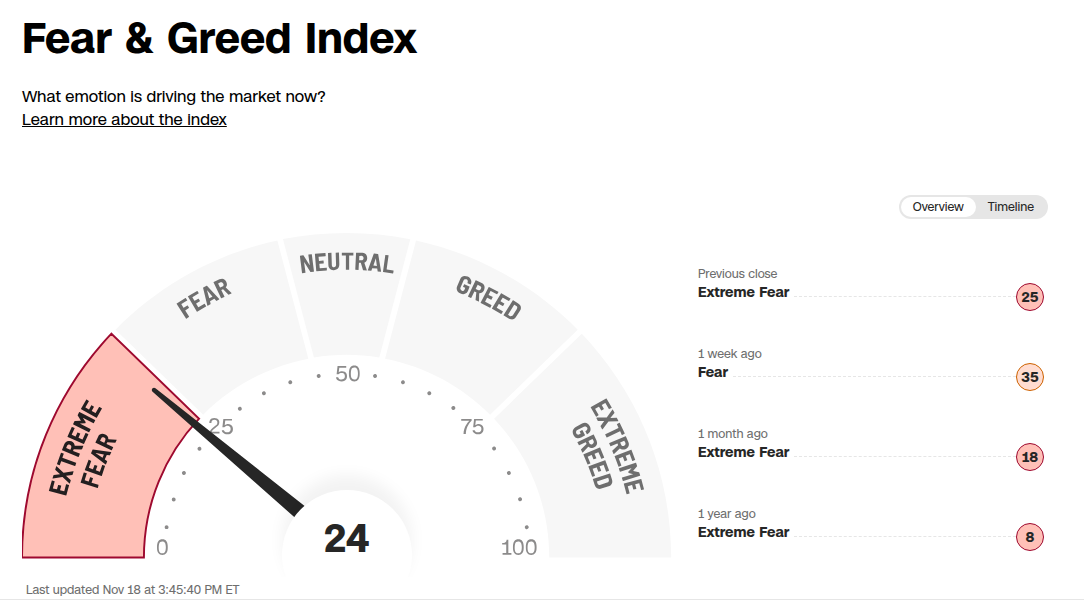 Fear & Greed Index
What emotion is driving the market now?
Learn more about the index
Overview
Timeline
EXTREME
FEAR
FEAR
NEUTRAL
GREED
EXTREME
GREED
0
25
50
75
100
24
Previous close
Extreme Fear
25
1 week ago
Fear
35
1 month ago
Extreme Fear
18
1 year ago
Extreme Fear
8
Last updated Nov 18 at 3:45:40 PM ET